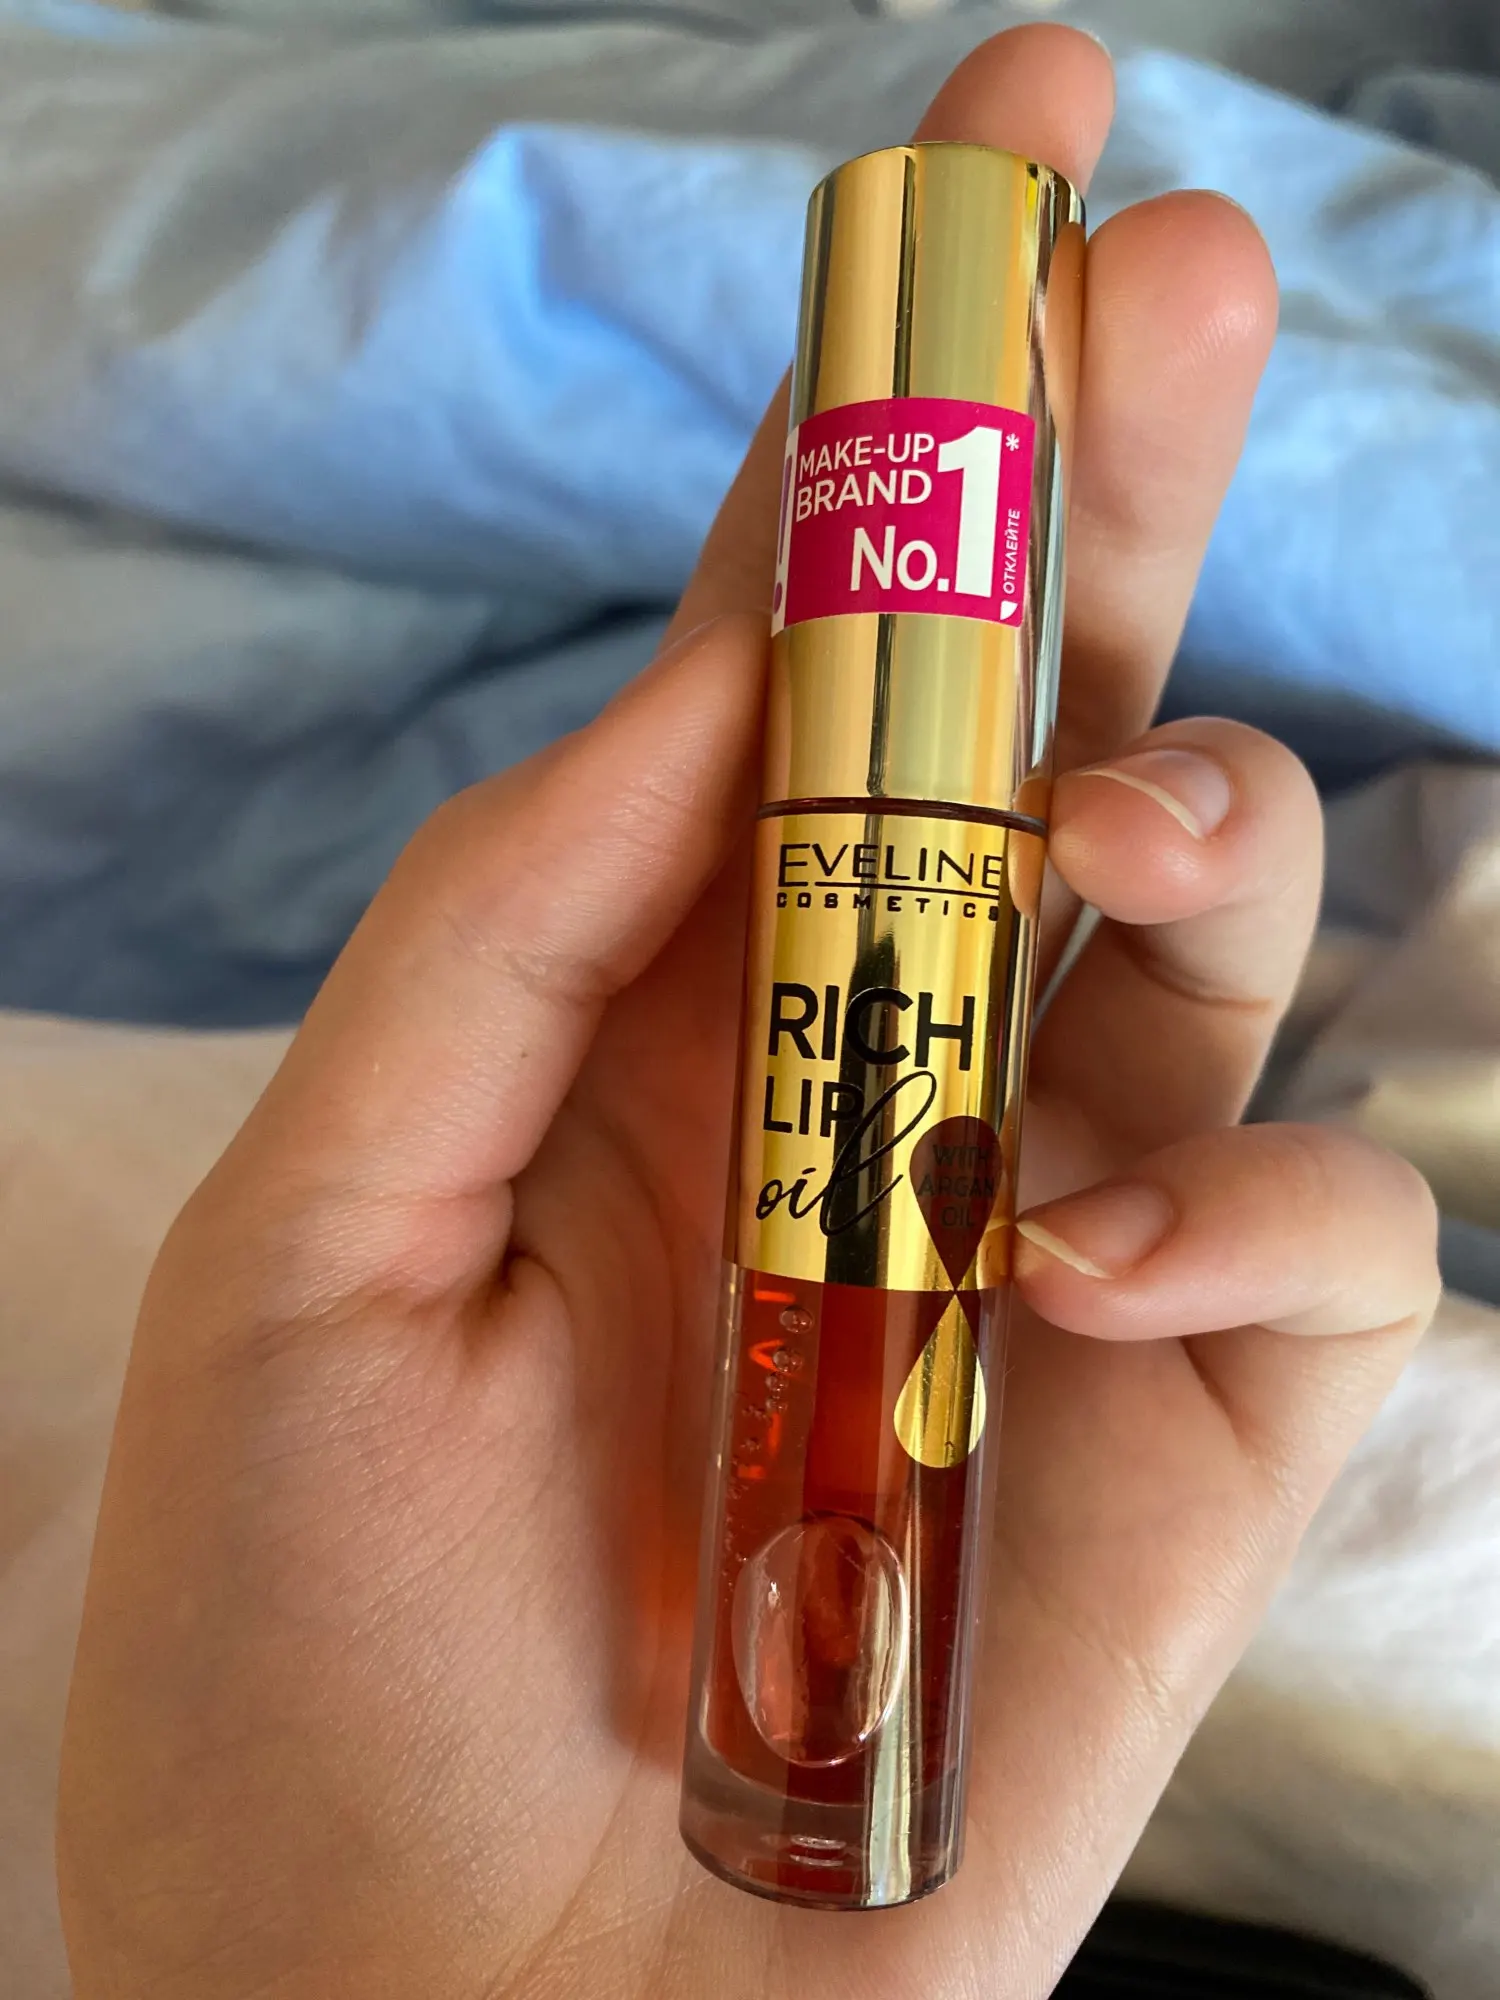 MAKE-UP
BRAND
No.1*
ОТКЛЕЙТЕ
EVELINE
COSMETICS
RICH
LIP
oil
WITH
ARGAN
OIL